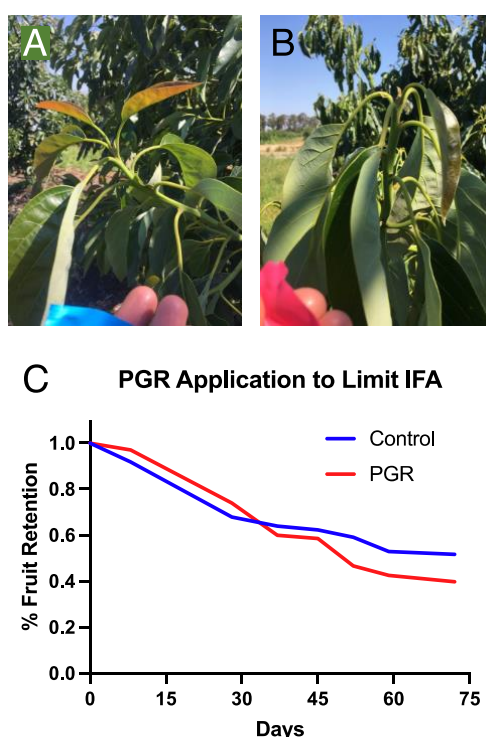 A
B
C
PGR Application to Limit IFA
Control
PGR
% Fruit Retention
1.0
0.8
0.6
0.4
0.2
0.0
0 15 30 45 60 75
Days